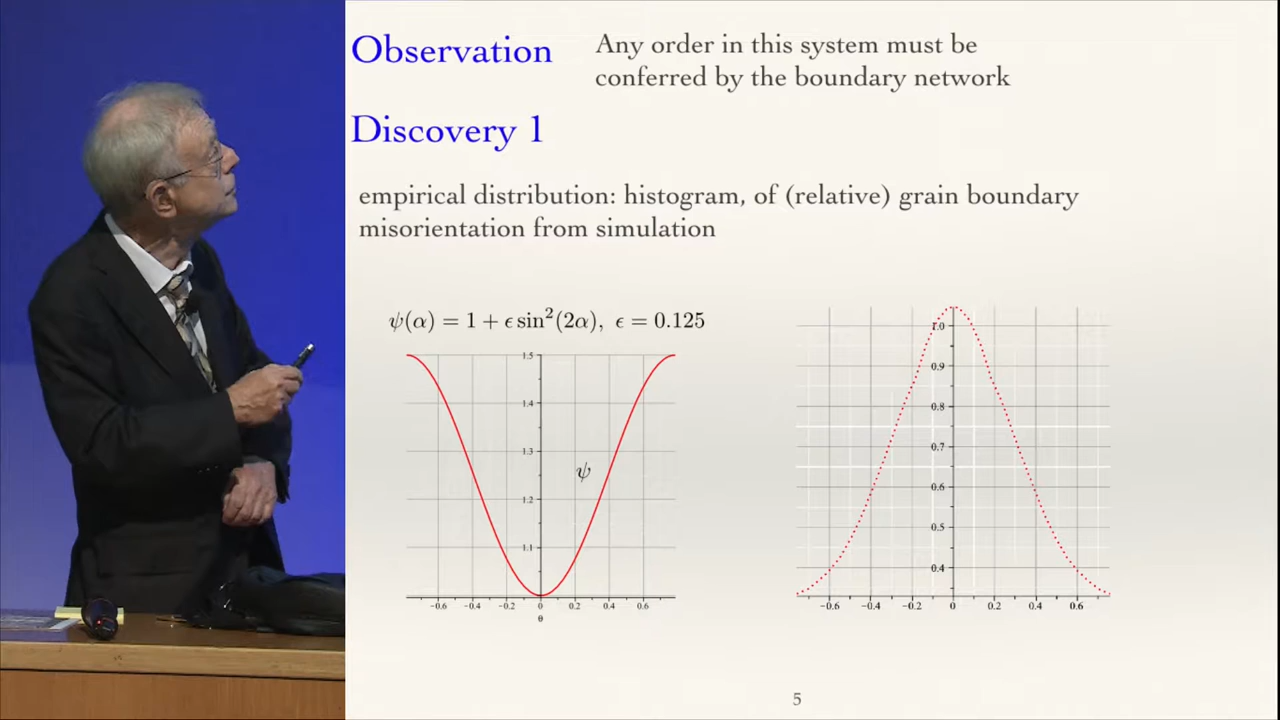 Observation
Any order in this system must be
conferred by the boundary network
Discovery 1
empirical distribution: histogram, of (relative) grain boundary
misorientation from simulation
ψ(α) = 1 + ϵ sin²(2α), ϵ = 0.125
1.5
1.4
1.3
1.2
1.1
ψ
−0.6 −0.4 −0.2 0 0.2 0.4 0.6
θ
1.0
0.9
0.8
0.7
0.6
0.5
0.4
−0.6 −0.4 −0.2 0 0.2 0.4 0.6
5